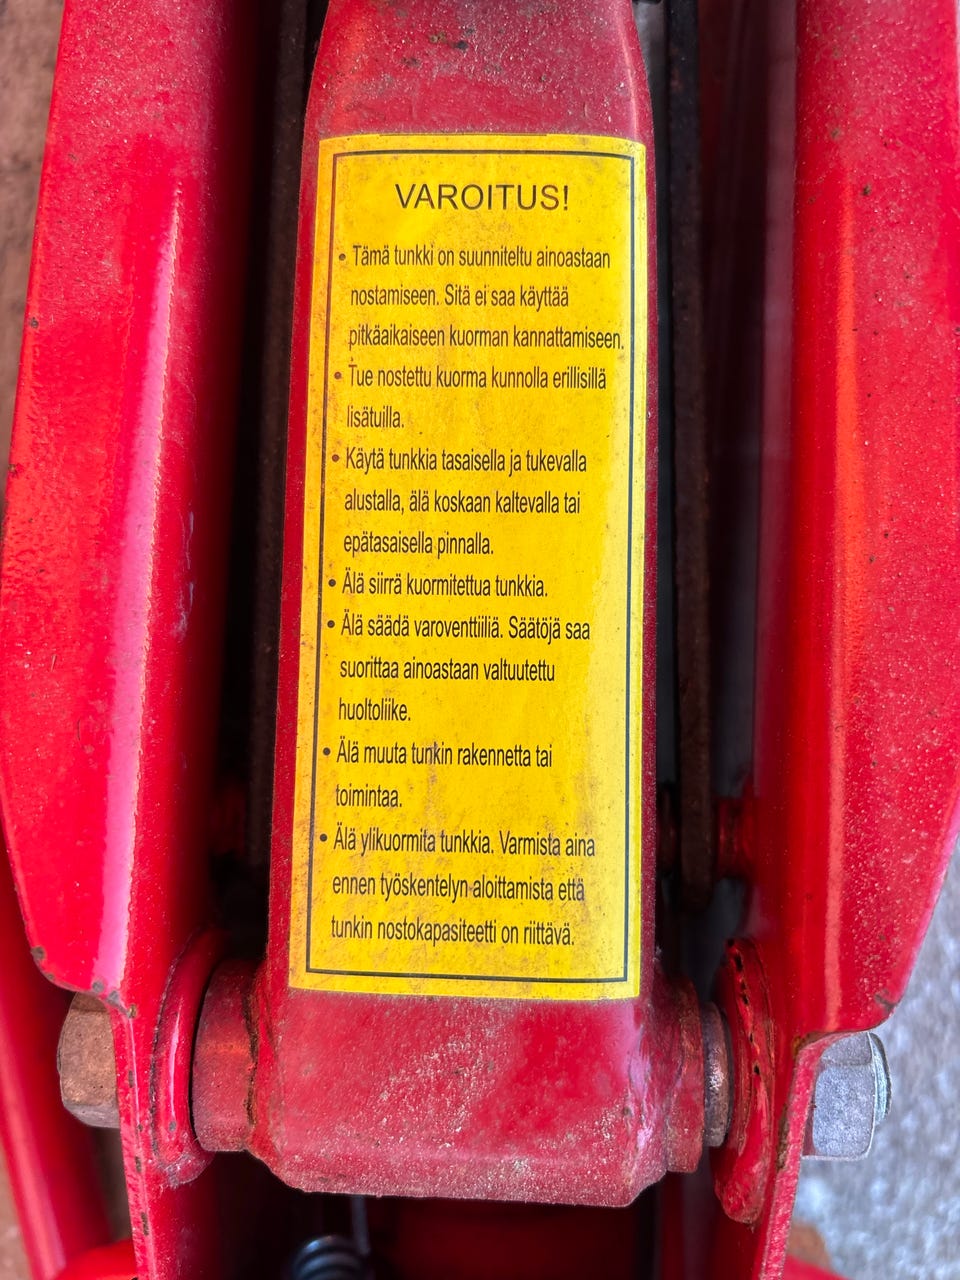 VAROITUS!
• Tämä tunkki on suunniteltu ainoastaan
nostamiseen. Sitä ei saa käyttää
pitkäaikaiseen kuorman kannattamiseen.
• Tue nostettu kuorma kunnolla erillisillä
lisätuilla.
• Käytä tunkkia tasaisella ja tukevalla
alustalla, älä koskaan kaltevalla tai
epätasaisella pinnalla.
• Älä siirrä kuormitettua tunkkia.
• Älä säädä varoventtiiliä. Säätöjä saa
suorittaa ainoastaan valtuutettu
huoltoliike.
• Älä muuta tunkin rakennetta tai
toimintaa.
• Älä ylikuormita tunkkia. Varmista aina
ennen työskentelyn aloittamista että
tunkin nostokapasiteetti on riittävä.